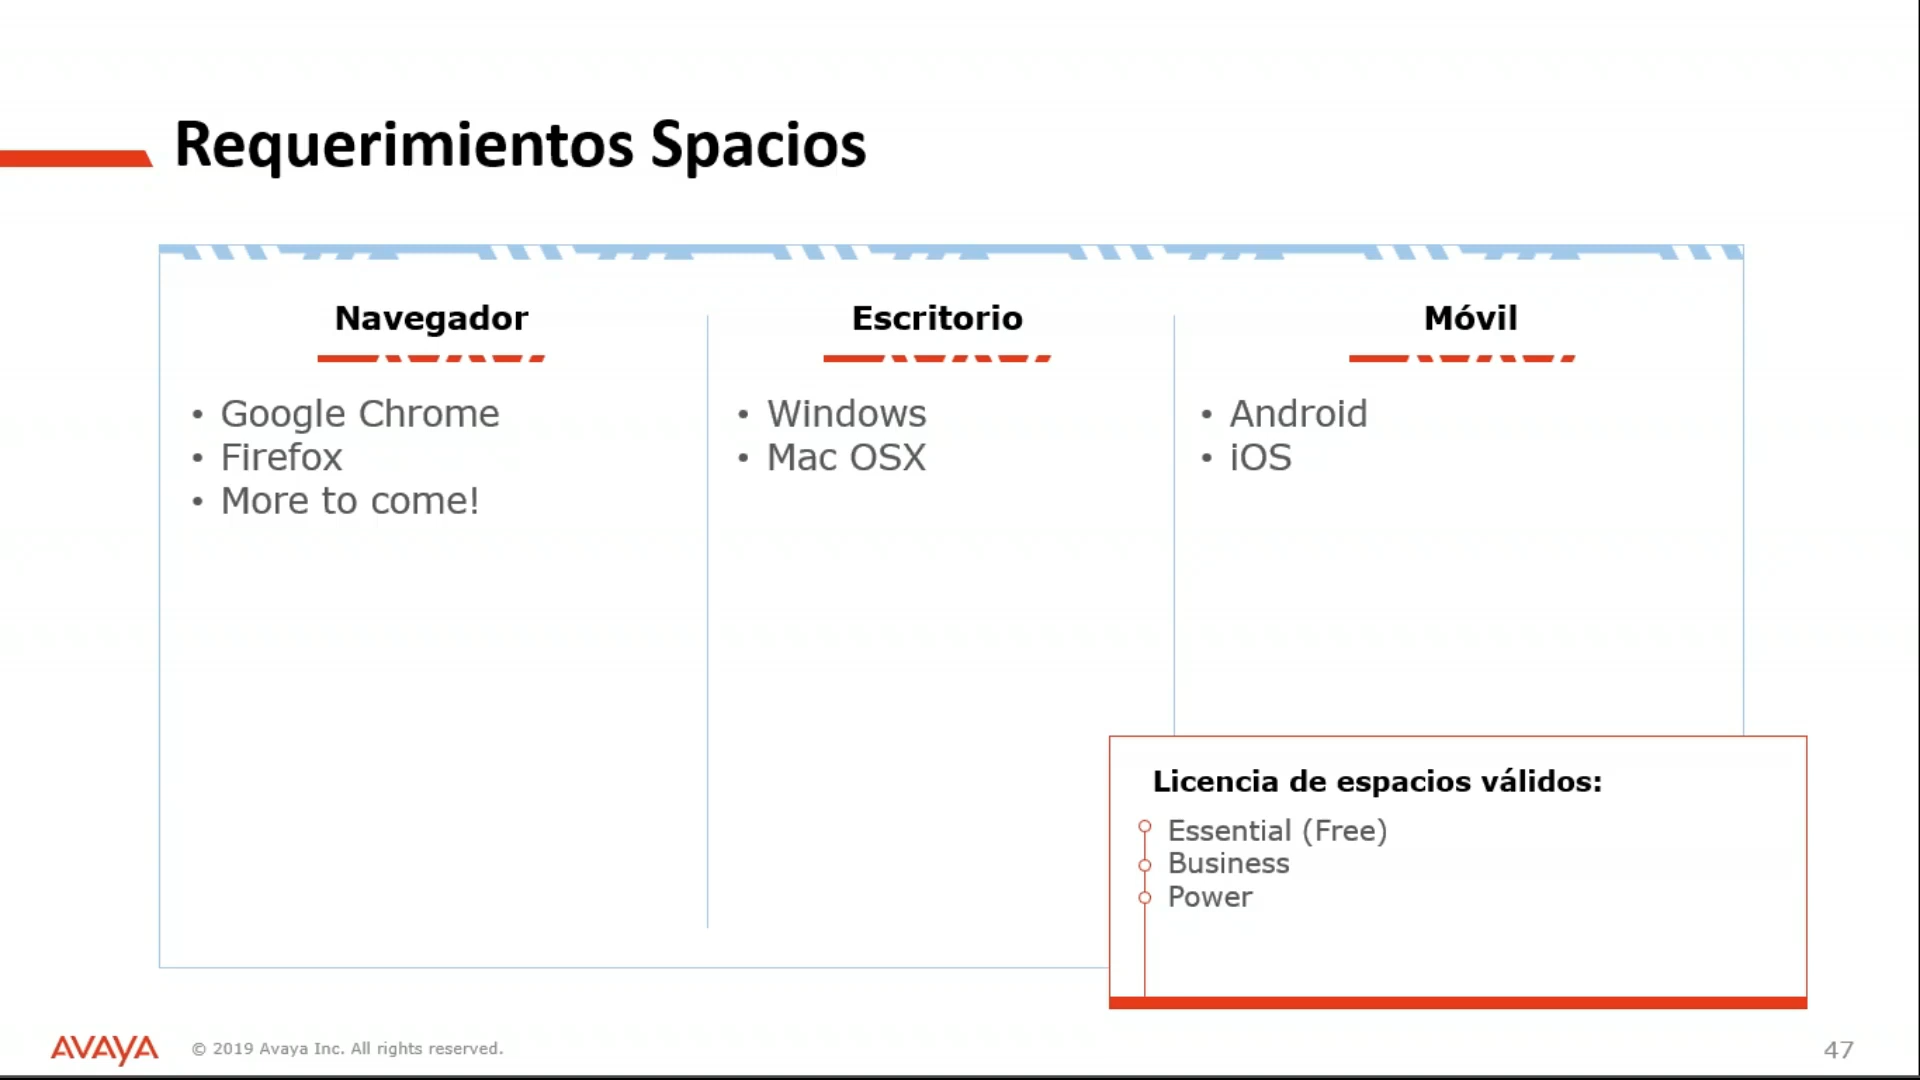 Requerimientos Spacios
Navegador
• Google Chrome
• Firefox
• More to come!
Escritorio
• Windows
• Mac OSX
Móvil
• Android
• iOS
Licencia de espacios válidos:
Essential (Free)
Business
Power
AVAYA
© 2019 Avaya Inc. All rights reserved.
47